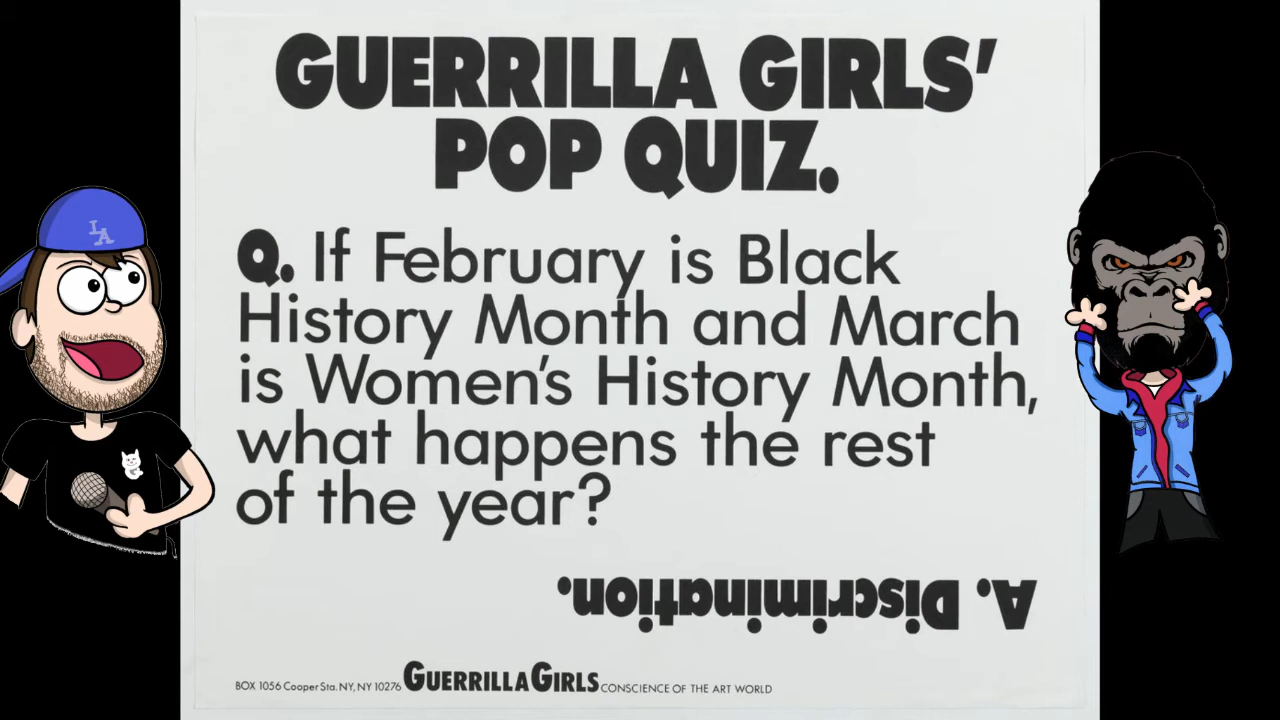 GUERRILLA GIRLS'
POP QUIZ.
Q. If February is Black
History Month and March
is Women's History Month,
what happens the rest
of the year?
A. Discrimination.
BOX 1056 Cooper Sta. NY, NY 10276 GUERRILLA GIRLS CONSCIENCE OF THE ART WORLD
LA